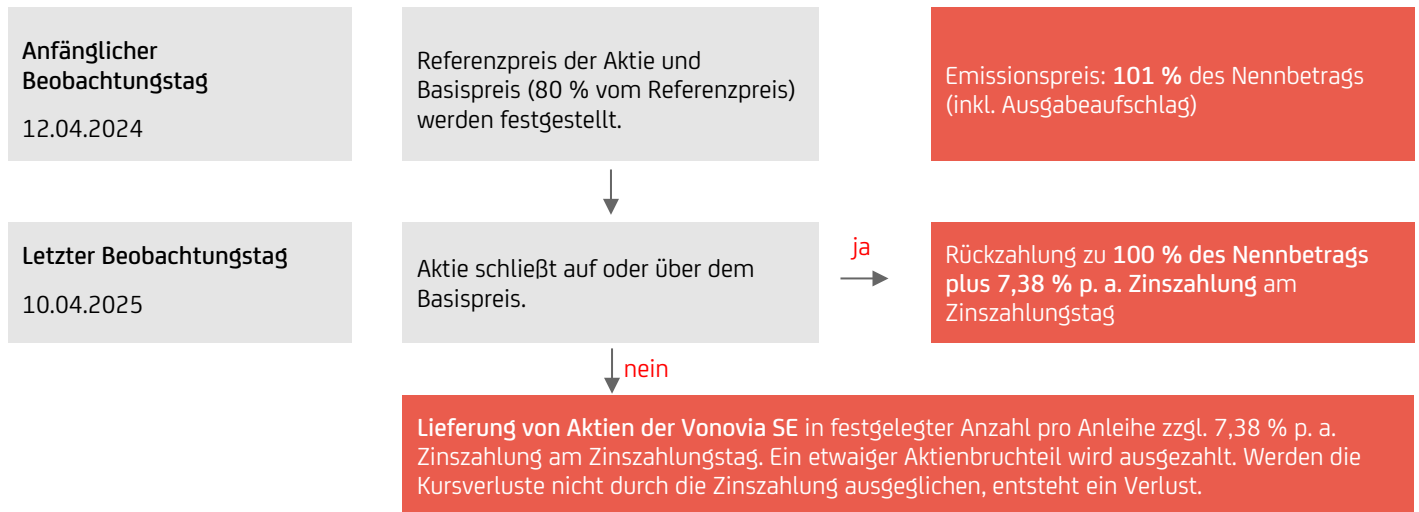 Anfänglicher
Beobachtungstag
12.04.2024
Referenzpreis der Aktie und
Basispreis (80 % vom Referenzpreis)
werden festgestellt.
Emissionspreis: 101 % des Nennbetrags
(inkl. Ausgabeaufschlag)
Letzter Beobachtungstag
10.04.2025
Aktie schließt auf oder über dem
Basispreis.
ja
Rückzahlung zu 100 % des Nennbetrags
plus 7,38 % p. a. Zinszahlung am
Zinszahlungstag
nein
Lieferung von Aktien der Vonovia SE in festgelegter Anzahl pro Anleihe zzgl. 7,38 % p. a.
Zinszahlung am Zinszahlungstag. Ein etwaiger Aktienbruchteil wird ausgezahlt. Werden die
Kursverluste nicht durch die Zinszahlung ausgeglichen, entsteht ein Verlust.